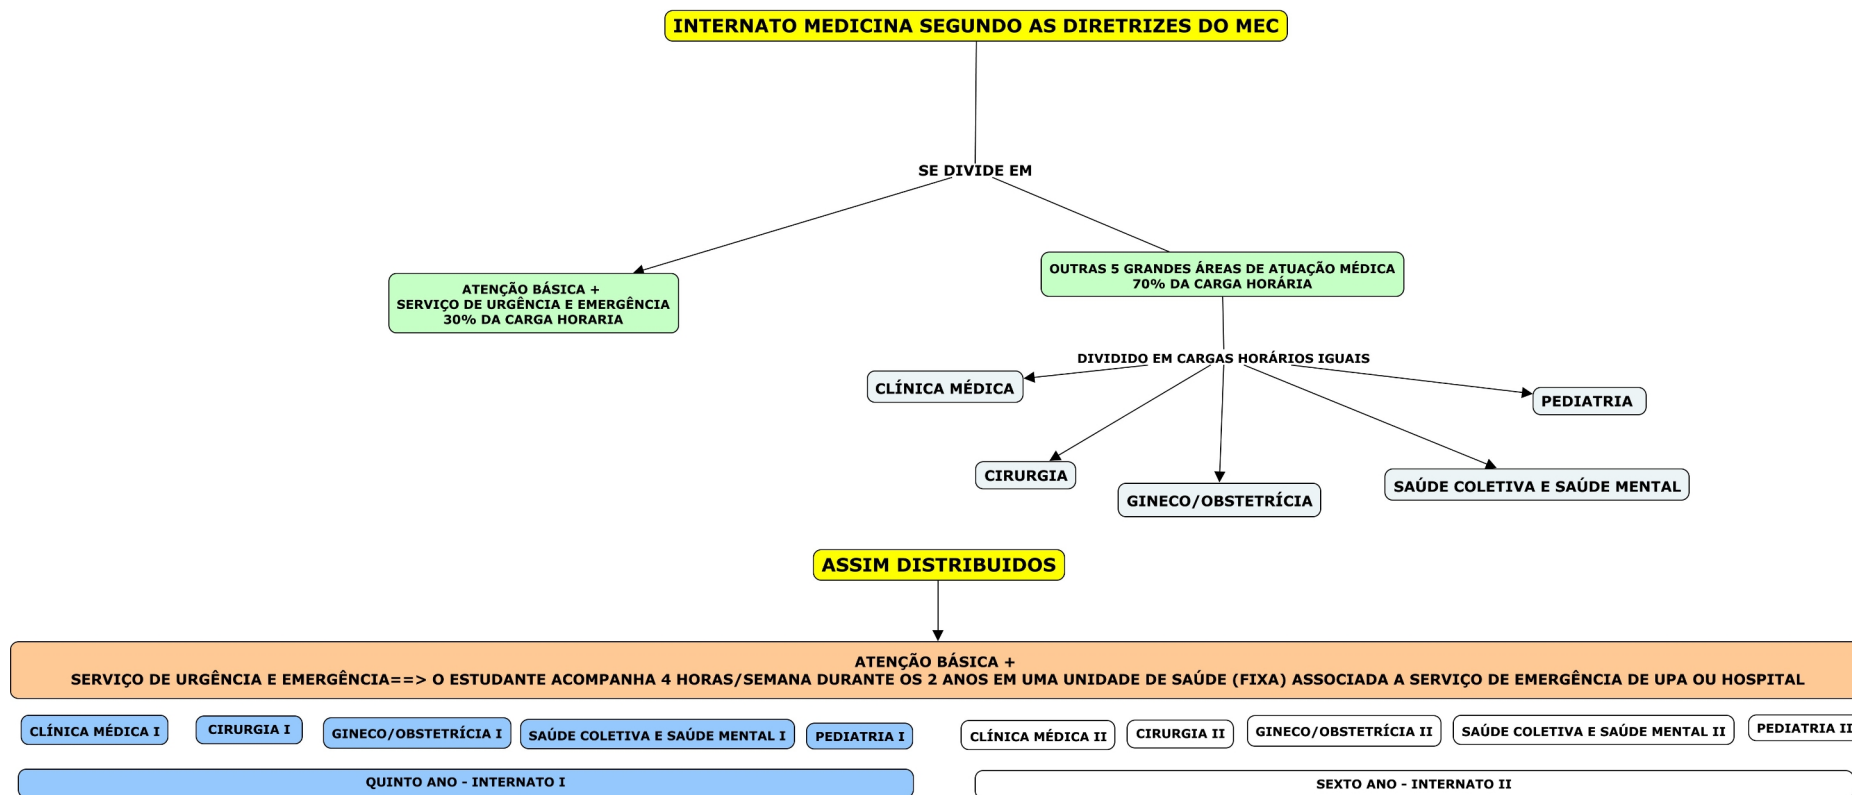 INTERNATO MEDICINA SEGUNDO AS DIRETRIZES DO MEC
SE DIVIDE EM
ATENÇÃO BÁSICA +
SERVIÇO DE URGÊNCIA E EMERGÊNCIA
30% DA CARGA HORARIA
OUTRAS 5 GRANDES ÁREAS DE ATUAÇÃO MÉDICA
70% DA CARGA HORÁRIA
DIVIDIDO EM CARGAS HORÁRIOS IGUAIS
CLÍNICA MÉDICA
PEDIATRIA
CIRURGIA
GINECO/OBSTETRÍCIA
SAÚDE COLETIVA E SAÚDE MENTAL
ASSIM DISTRIBUIDOS
ATENÇÃO BÁSICA +
SERVIÇO DE URGÊNCIA E EMERGÊNCIA==> O ESTUDANTE ACOMPANHA 4 HORAS/SEMANA DURANTE OS 2 ANOS EM UMA UNIDADE DE SAÚDE (FIXA) ASSOCIADA A SERVIÇO DE EMERGÊNCIA DE UPA OU HOSPITAL
CLÍNICA MÉDICA I
CIRURGIA I
GINECO/OBSTETRÍCIA I
SAÚDE COLETIVA E SAÚDE MENTAL I
PEDIATRIA I
CLÍNICA MÉDICA II
CIRURGIA II
GINECO/OBSTETRÍCIA II
SAÚDE COLETIVA E SAÚDE MENTAL II
PEDIATRIA II
QUINTO ANO - INTERNATO I
SEXTO ANO - INTERNATO II